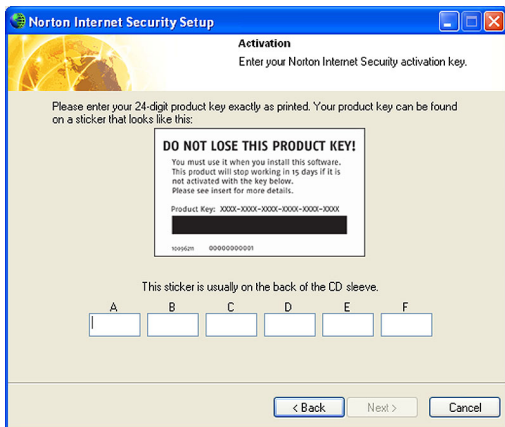 Norton Internet Security Setup
Activation
Enter your Norton Internet Security activation key.
Please enter your 24-digit product key exactly as printed. Your product key can be found
on a sticker that looks like this:
DO NOT LOSE THIS PRODUCT KEY!
You must use it when you install this software.
This product will stop working in 15 days if it is
not activated with the key below.
Please see insert for more details.
Product Key: XXXX-XXXX-XXXX-XXXX-XXXX-XXXX
10096211 00000000001
This sticker is usually on the back of the CD sleeve.
A B C D E F
< Back Next > Cancel